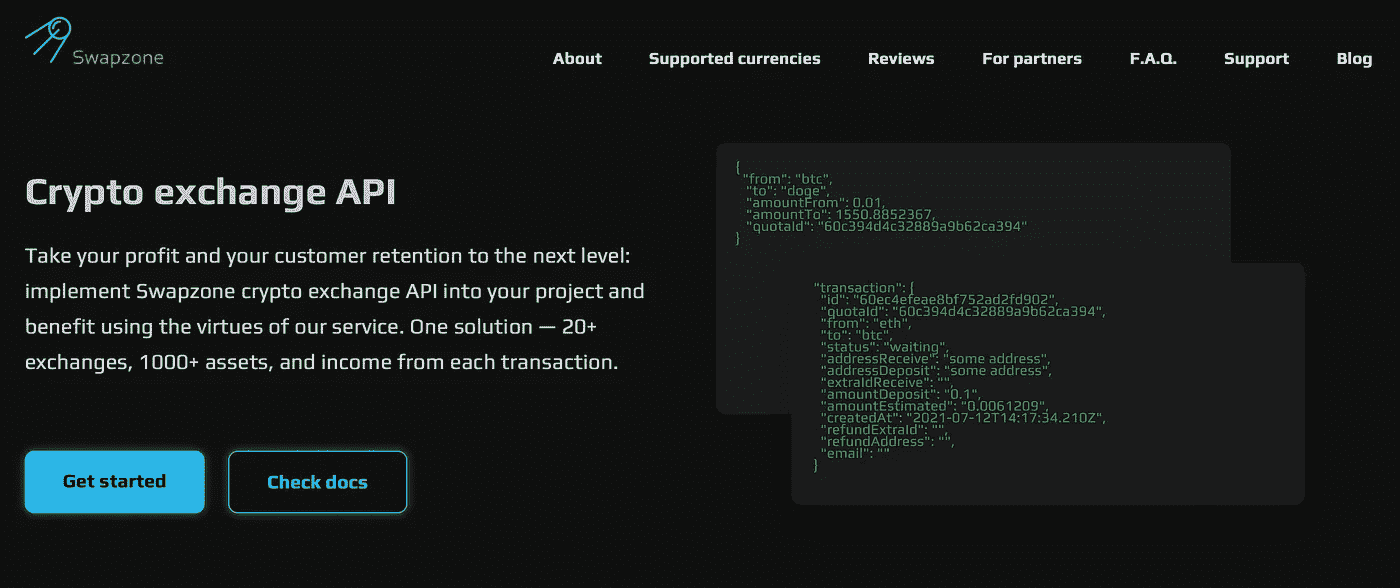 Swapzone
About Supported currencies Reviews For partners F.A.Q. Support Blog
Crypto exchange API
Take your profit and your customer retention to the next level:
implement Swapzone crypto exchange API into your project and
benefit using the virtues of our service. One solution — 20+
exchanges, 1000+ assets, and income from each transaction.
Get started
Check docs
{
"from": "btc",
"to": "doge",
"amountFrom": 0.01,
"amountTo": 1550.8852367,
"quotaId": "60c394d4c32889a9b62ca394"
}
"transaction": {
"id": "60ec4efeae8bf752ad2fd902",
"quotaId": "60c394d4c32889a9b62ca394",
"from": "eth",
"to": "btc",
"status": "waiting",
"addressReceive": "some address",
"addressDeposit": "some address",
"extraIdReceive": "",
"amountDeposit": "0.1",
"amountEstimated": "0.0061209",
"createdAt": "2021-07-12T14:17:34.210Z",
"refundExtraId": "",
"refundAddress": "",
"email": ""
}